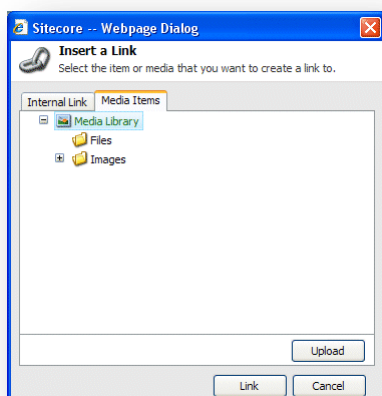 Sitecore -- Webpage Dialog
Insert a Link
Select the item or media that you want to create a link to.
Internal Link Media Items
Media Library
Files
Images
Upload
Link Cancel